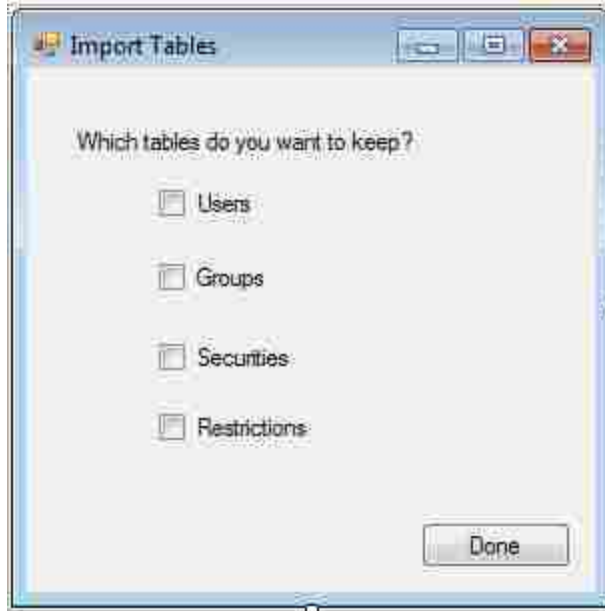 Import Tables
Which tables do you want to keep?
Users
Groups
Securities
Restrictions
Done